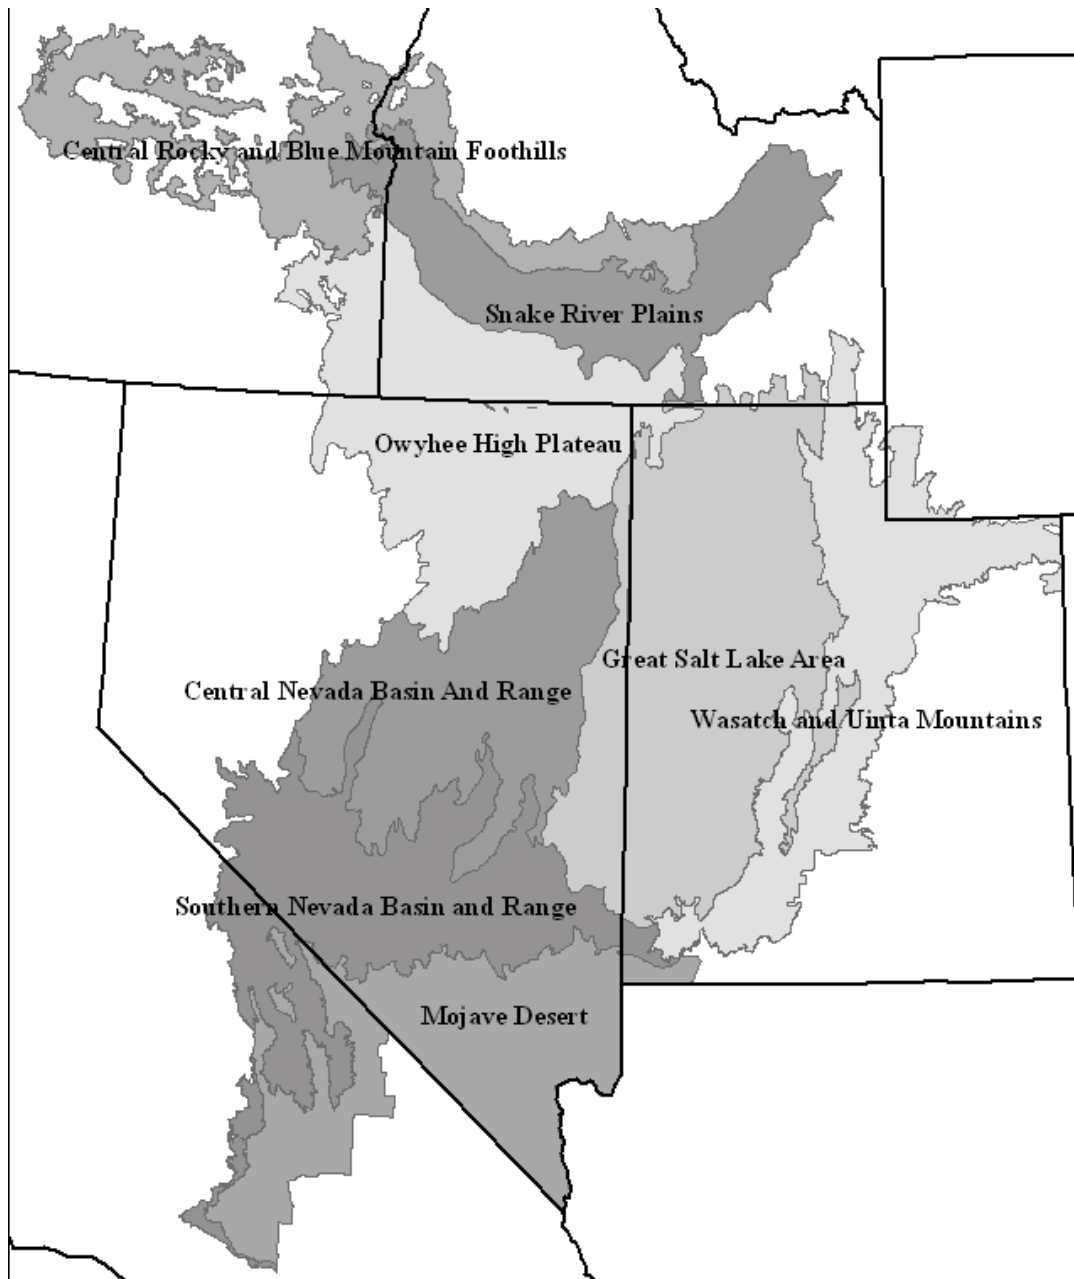 Central Rocky and Blue Mountain Foothills
Snake River Plains
Owyhee High Plateau
Great Salt Lake Area
Central Nevada Basin And Range
Wasatch and Uinta Mountains
Southern Nevada Basin and Range
Mojave Desert